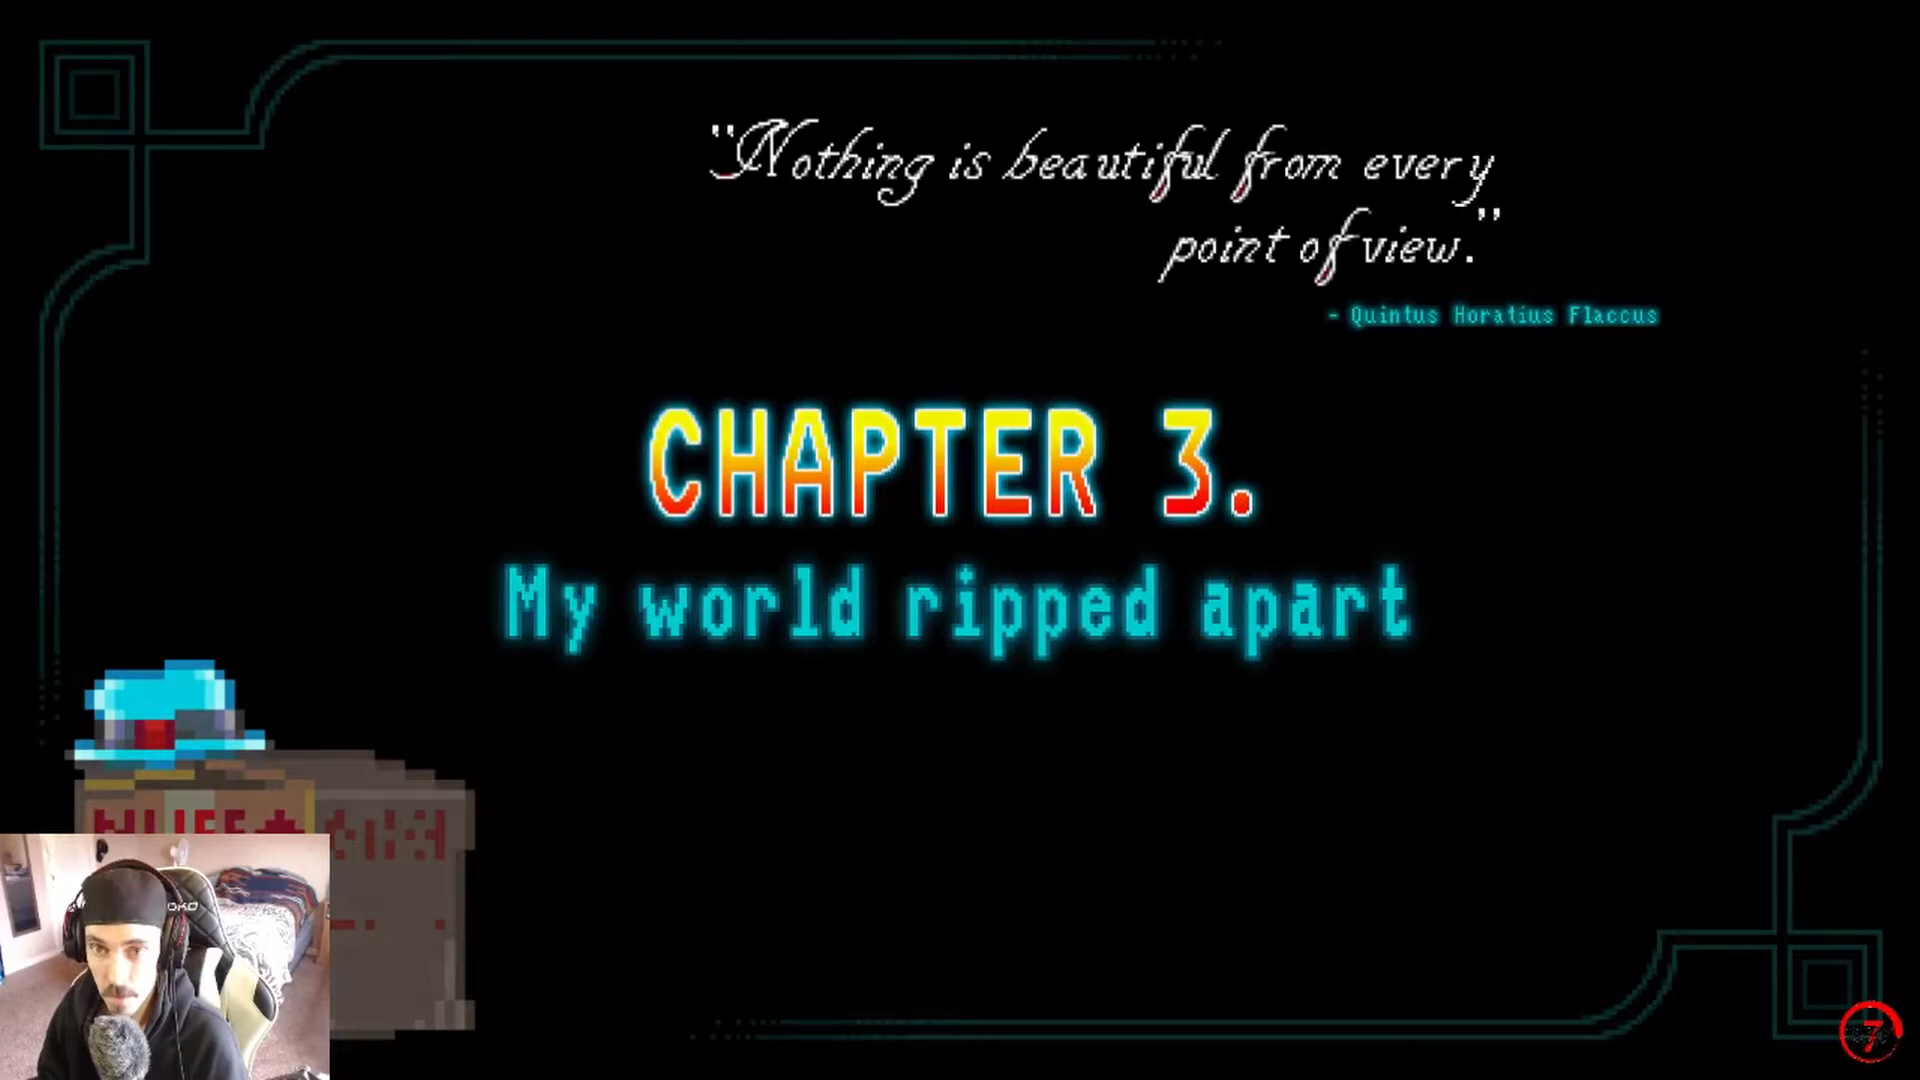 "Nothing is beautiful from every
point of view."
- Quintus Horatius Flaccus
CHAPTER 3.
My world ripped apart